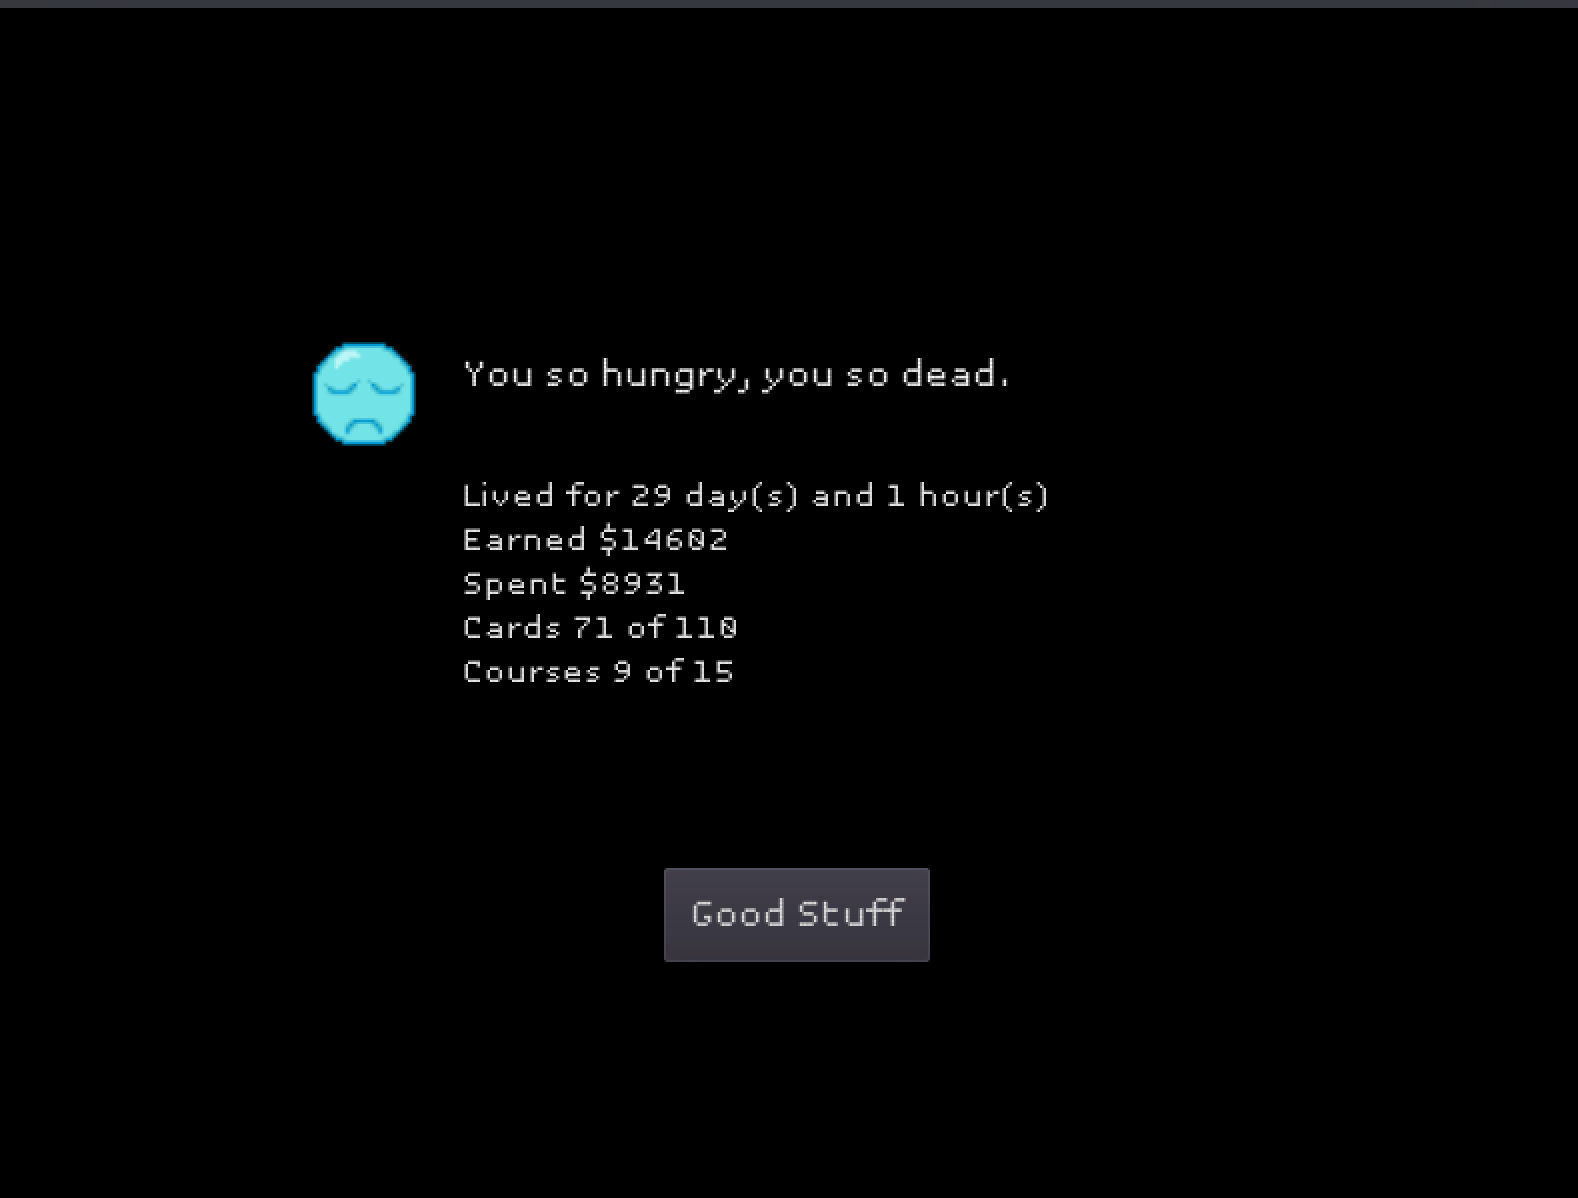 You so hungry, you so dead.
Lived for 29 day(s) and 1 hour(s)
Earned $14602
Spent $8931
Cards 71 of 110
Courses 9 of 15
Good Stuff